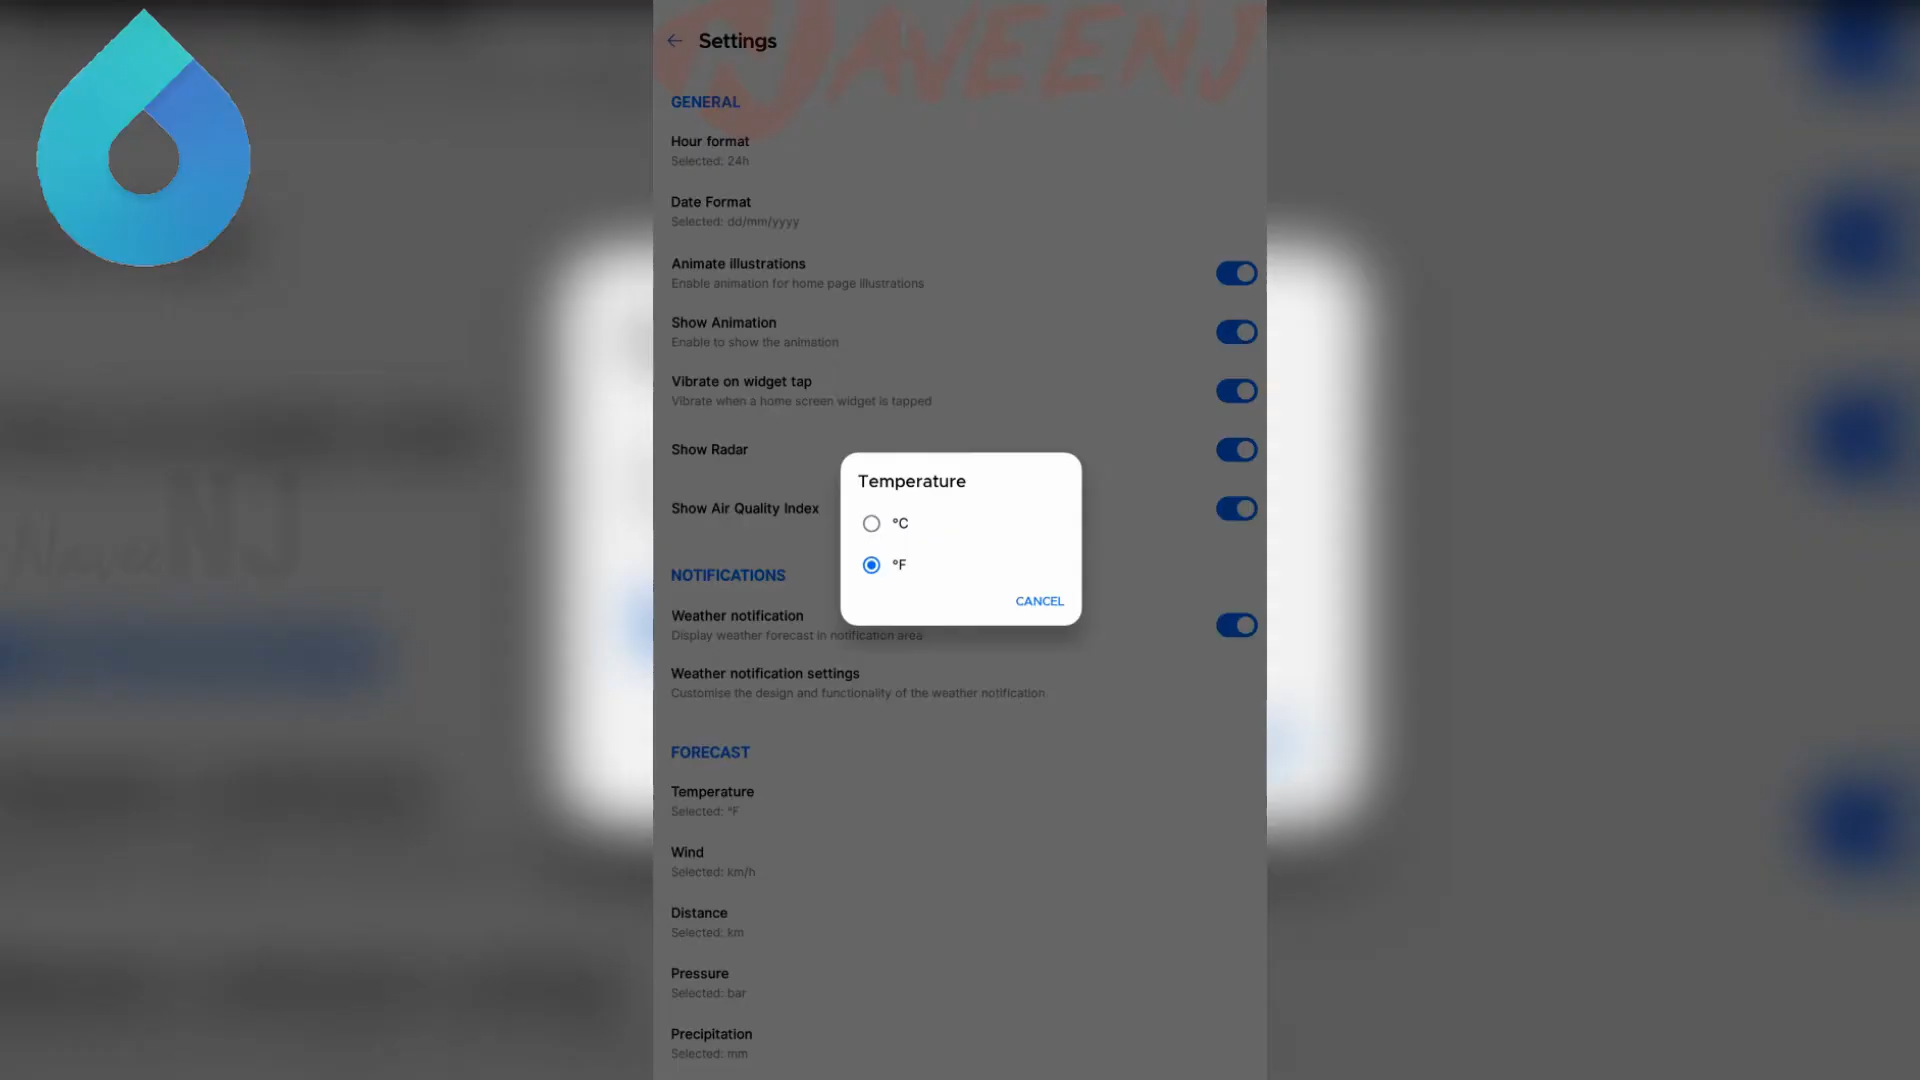 NAVEENJ
Settings
GENERAL
Hour format
Selected: 24h
Date Format
Selected: dd/mm/yyyy
Animate illustrations
Enable animation for home page illustrations
Show Animation
Enable to show the animation
Vibrate on widget tap
Vibrate when a home screen widget is tapped
Show Radar
Show Air Quality Index
Temperature
°C
°F
CANCEL
NaveeNJ
NOTIFICATIONS
Weather notification
Display weather forecast in notification area
Weather notification settings
Customise the design and functionality of the weather notification
FORECAST
Temperature
Selected: °F
Wind
Selected: km/h
Distance
Selected: km
Pressure
Selected: bar
Precipitation
Selected: mm